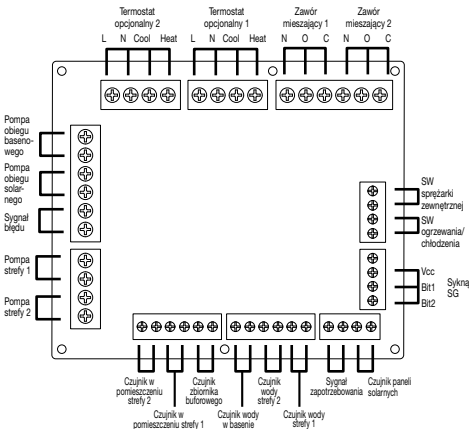 Termostat
opcjonalny 2
Termostat
opcjonalny 1
Zawór
mieszający 1
Zawór
mieszający 2
L N Cool Heat
L N Cool Heat
N O C
N O C
Pompa
obiegu
baseno-
wego
Pompa
obiegu
solar-
nego
Sygnał
błędu
Pompa
strefy 1
Pompa
strefy 2
SW
sprężarki
zewnętrznej
SW
ogrzewania/
chłodzenia
Vcc
Bit1
Bit2
Sykną
SG
Czujnik w
pomieszczeniu
strefy 2
Czujnik w
pomieszczeniu strefy 1
Czujnik
zbiornika
buforowego
Czujnik wody
w basenie
Czujnik
wody
strefy 2
Czujnik wody
strefy 1
Sygnał
zapotrzebowania
Czujnik paneli
solarnych